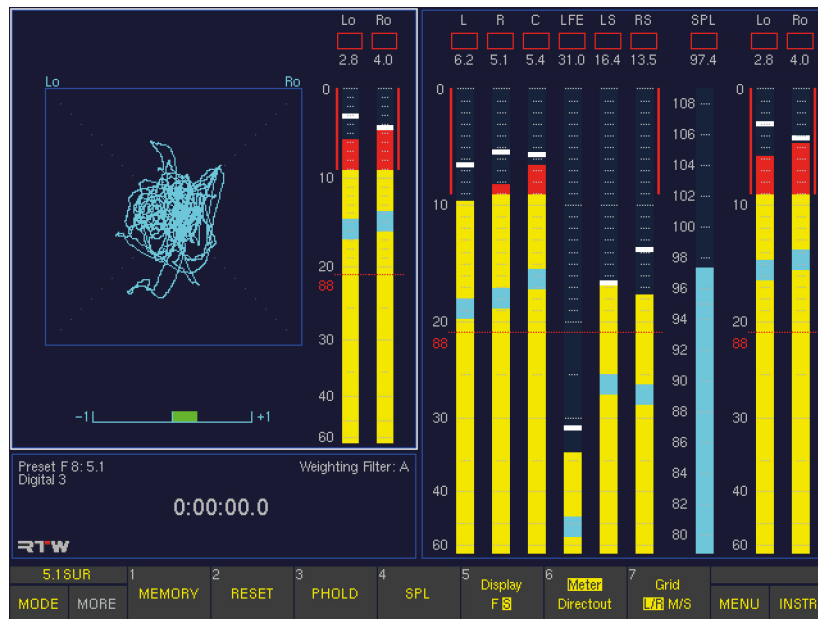 Lo Ro
2.8 4.0
Lo Ro
0
10
20
88
30
40
60
-1 +1
L R C LFE LS RS SPL Lo Ro
6.2 5.1 5.4 31.0 16.4 13.5 97.4 2.8 4.0
0 108 0
106
104
102
10 100 10
98
96
20 94 20
88 88
92
90
30 88 30
86
84
40 82 40
80
60 60
Preset F 8: 5.1 Weighting Filter: A
Digital 3
0:00:00.0
RTW
5.1SUR 1 2 3 4 5 6 7
MEMORY RESET PHOLD SPL Display Meter Grid
MODE MORE F S Directout L/R M/S MENU INSTR